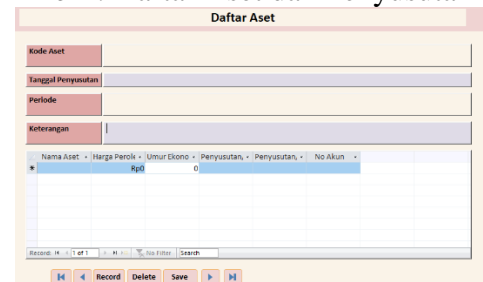 Daftar Aset
Kode Aset
Tanggal Penyusutan
Periode
Keterangan
Nama Aset Harga Perole Umur Ekono Penyusutan, Penyusutan, No Akun
Rp0 0
Record: 1 of 1 No Filter Search
Record Delete Save